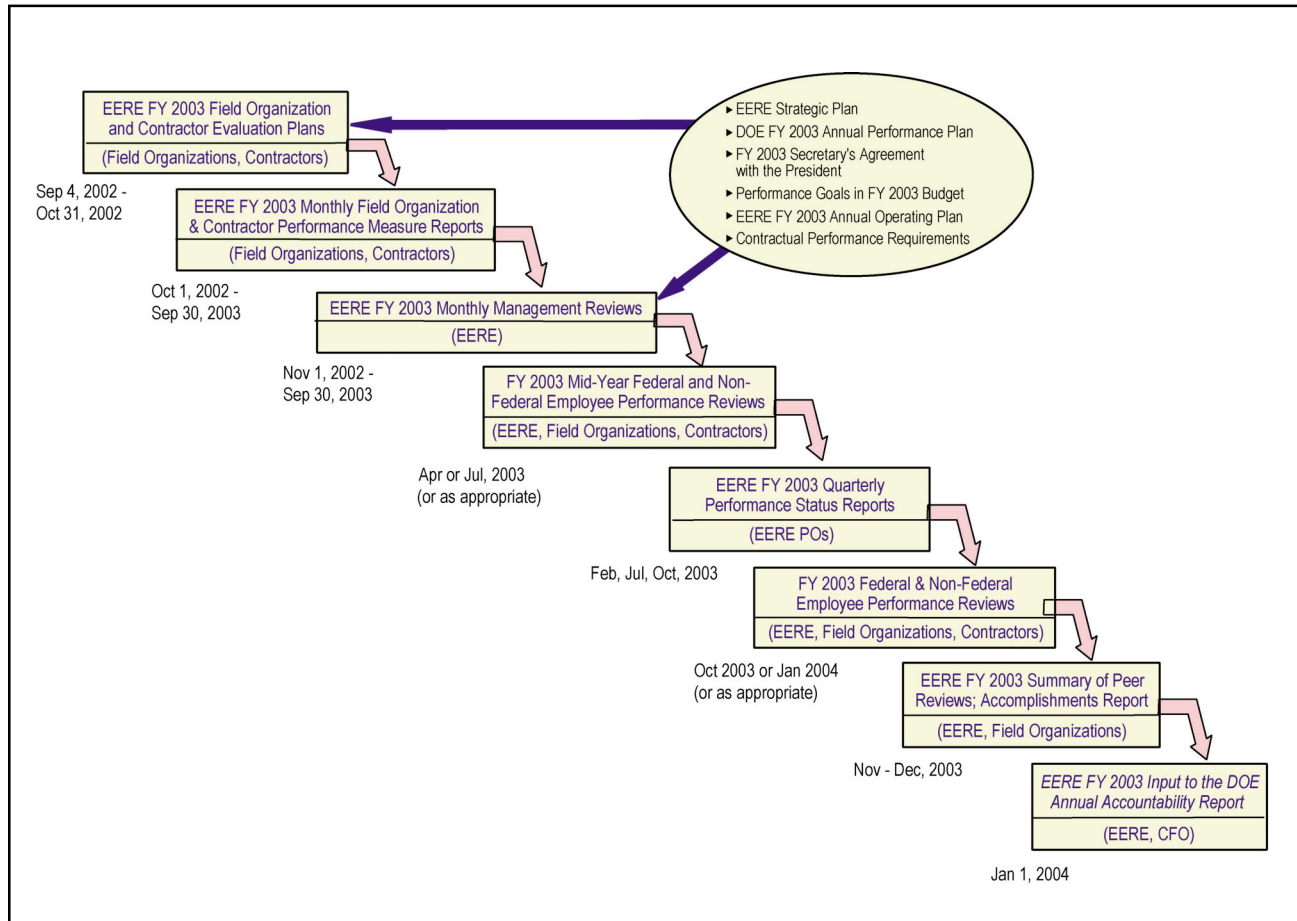 EERE FY 2003 Field Organization
and Contractor Evaluation Plans
(Field Organizations, Contractors)
Sep 4, 2002 -
Oct 31, 2002
▸ EERE Strategic Plan
▸ DOE FY 2003 Annual Performance Plan
▸ FY 2003 Secretary's Agreement
with the President
▸ Performance Goals in FY 2003 Budget
▸ EERE FY 2003 Annual Operating Plan
▸ Contractual Performance Requirements
EERE FY 2003 Monthly Field Organization
& Contractor Performance Measure Reports
(Field Organizations, Contractors)
Oct 1, 2002 -
Sep 30, 2003
EERE FY 2003 Monthly Management Reviews
(EERE)
Nov 1, 2002 -
Sep 30, 2003
FY 2003 Mid-Year Federal and Non-
Federal Employee Performance Reviews
(EERE, Field Organizations, Contractors)
Apr or Jul, 2003
(or as appropriate)
EERE FY 2003 Quarterly
Performance Status Reports
(EERE POs)
Feb, Jul, Oct, 2003
FY 2003 Federal & Non-Federal
Employee Performance Reviews
(EERE, Field Organizations, Contractors)
Oct 2003 or Jan 2004
(or as appropriate)
EERE FY 2003 Summary of Peer
Reviews; Accomplishments Report
(EERE, Field Organizations)
Nov - Dec, 2003
EERE FY 2003 Input to the DOE
Annual Accountability Report
(EERE, CFO)
Jan 1, 2004